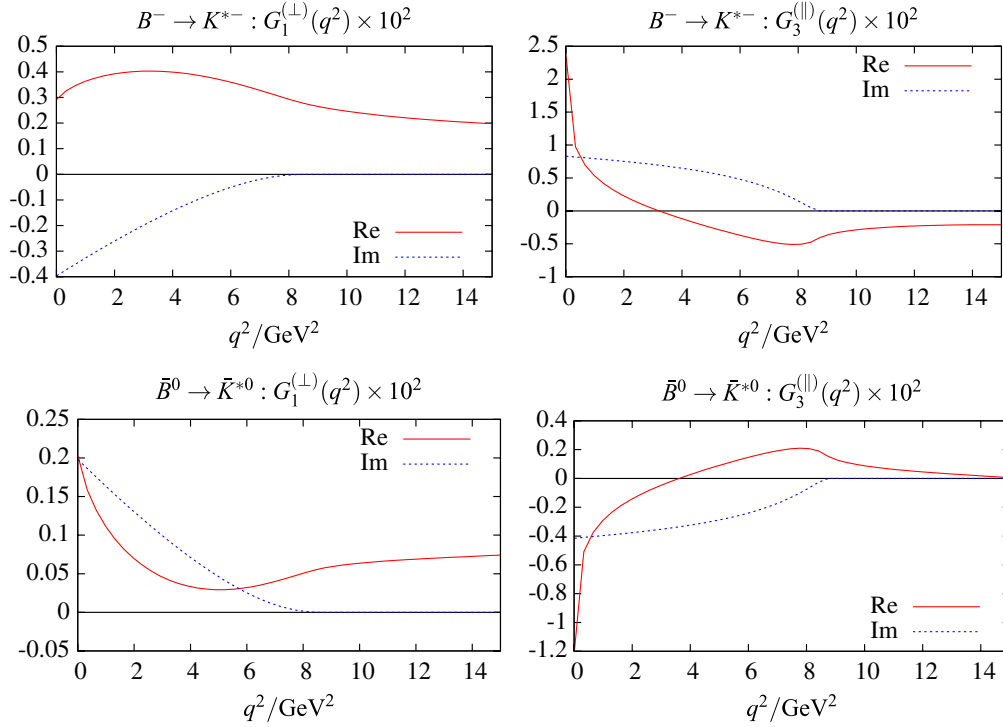 B⁻ → K*⁻ : G₁^(⊥)(q²) × 10²
0.5
0.4
0.3
0.2
0.1
0
-0.1
-0.2
-0.3
-0.4
Re
Im
0 2 4 6 8 10 12 14
q²/GeV²
B⁻ → K*⁻ : G₃^(∥)(q²) × 10²
2.5
2
1.5
1
0.5
0
-0.5
-1
Re
Im
0 2 4 6 8 10 12 14
q²/GeV²
B̄⁰ → K̄*⁰ : G₁^(⊥)(q²) × 10²
0.25
0.2
0.15
0.1
0.05
0
-0.05
Re
Im
0 2 4 6 8 10 12 14
q²/GeV²
B̄⁰ → K̄*⁰ : G₃^(∥)(q²) × 10²
0.4
0.2
0
-0.2
-0.4
-0.6
-0.8
-1
-1.2
Re
Im
0 2 4 6 8 10 12 14
q²/GeV²